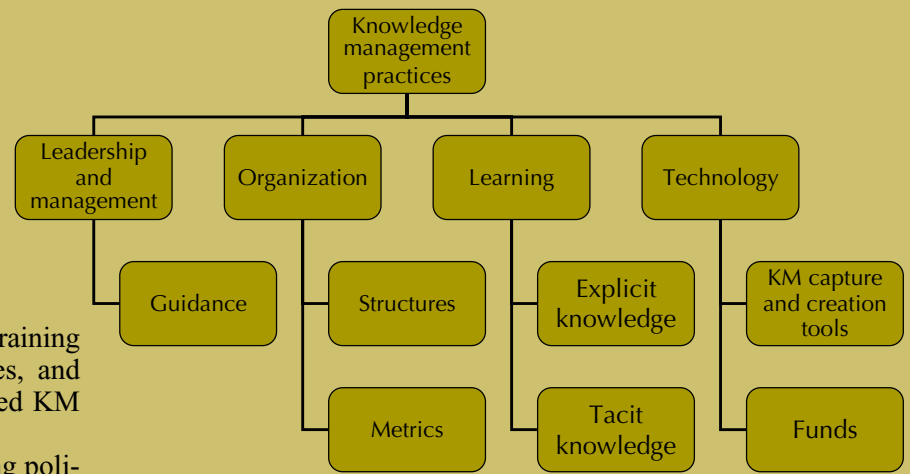 Knowledge
management
practices
Leadership
and
management
Organization
Learning
Technology
Guidance
Structures
Explicit
knowledge
KM capture
and creation
tools
Metrics
Tacit
knowledge
Funds
raining
es, and
ed KM
ng poli-